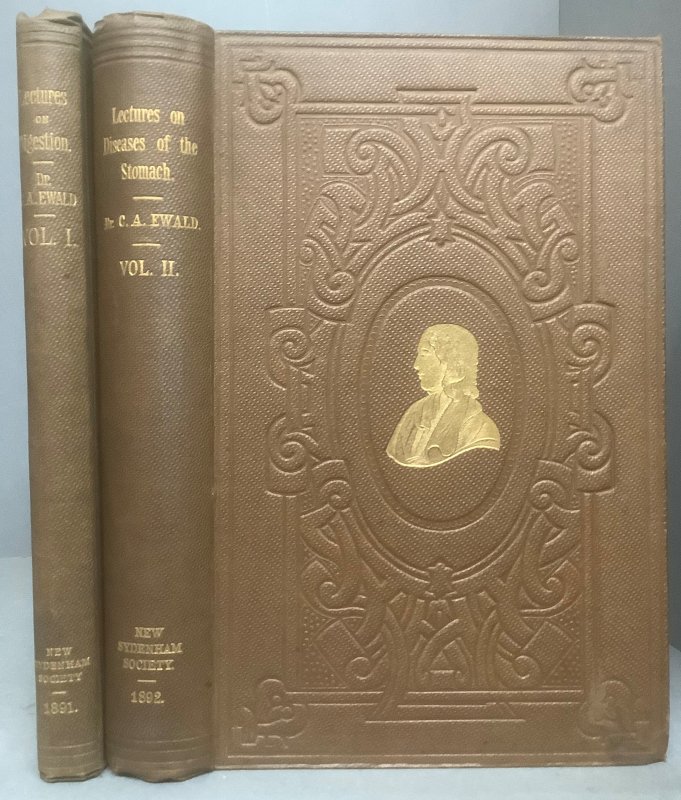 Lectures
on
Digestion.
Dr.
C.A. EWALD
VOL. I.
NEW
SYDENHAM
SOCIETY
1891.
Lectures on
Diseases of the
Stomach.
Dr. C. A. EWALD.
VOL. II.
NEW
SYDENHAM
SOCIETY.
1892.